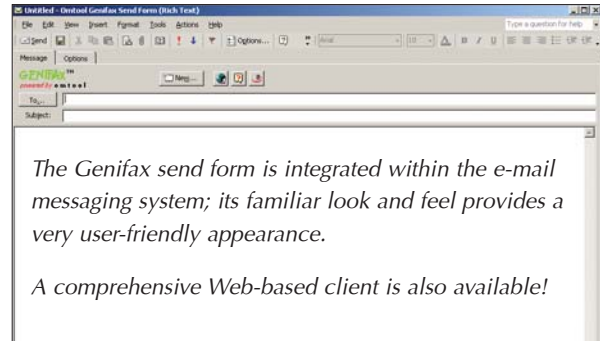 Untitled - Omtool Genifax Send Form (Rich Text)
File Edit View Insert Format Tools Actions Help Type a question for help
Send Options... Arial 10 A B I U
Message Options
GENIFAX™
powered by omtool
New...
To...
Subject:
The Genifax send form is integrated within the e-mail
messaging system; its familiar look and feel provides a
very user-friendly appearance.
A comprehensive Web-based client is also available!